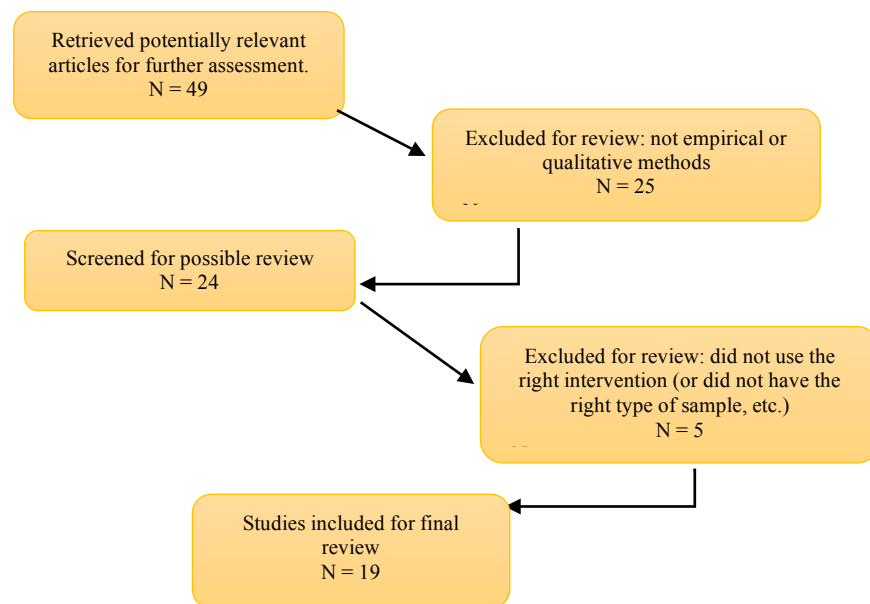 Retrieved potentially relevant
articles for further assessment.
N = 49
Excluded for review: not empirical or
qualitative methods
N = 25
Screened for possible review
N = 24
Excluded for review: did not use the
right intervention (or did not have the
right type of sample, etc.)
N = 5
Studies included for final
review
N = 19